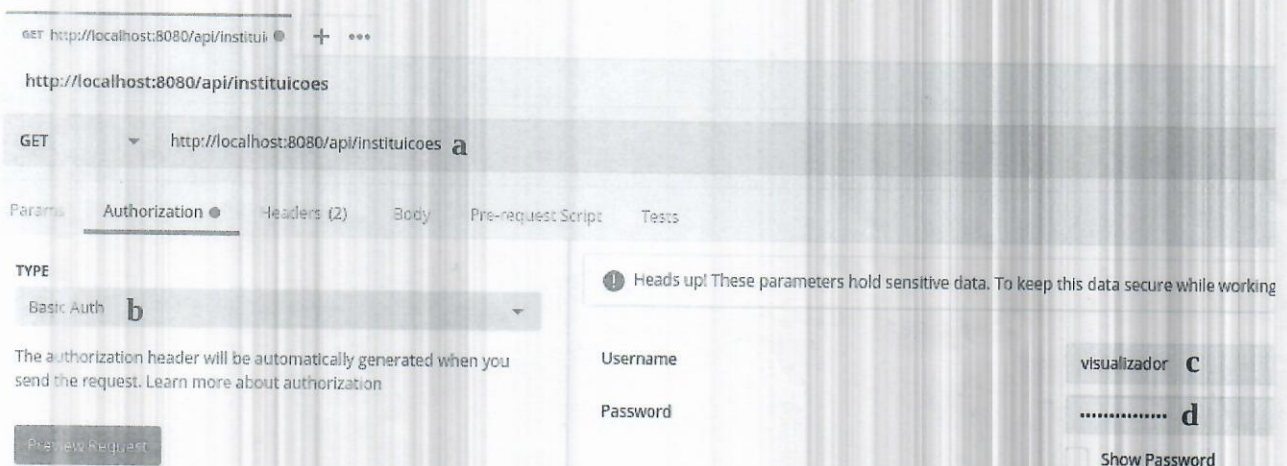 GET http://localhost:8080/api/institui
http://localhost:8080/api/instituicoes
GET http://localhost:8080/api/instituicoes a
Params Authorization Headers (2) Body Pre-request Script Tests
TYPE
Basic Auth b
The authorization header will be automatically generated when you
send the request. Learn more about authorization
Preview Request
Heads up! These parameters hold sensitive data. To keep this data secure while working
Username visualizador c
Password •••••••••••••• d
Show Password